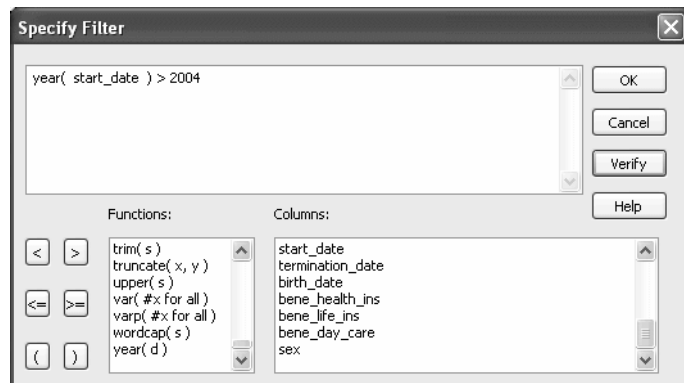 Specify Filter
year( start_date ) > 2004
OK
Cancel
Verify
Help
Functions:
Columns:
< >
<= >=
( )
trim( s )
truncate( x, y )
upper( s )
var( #x for all )
varp( #x for all )
wordcap( s )
year( d )
start_date
termination_date
birth_date
bene_health_ins
bene_life_ins
bene_day_care
sex